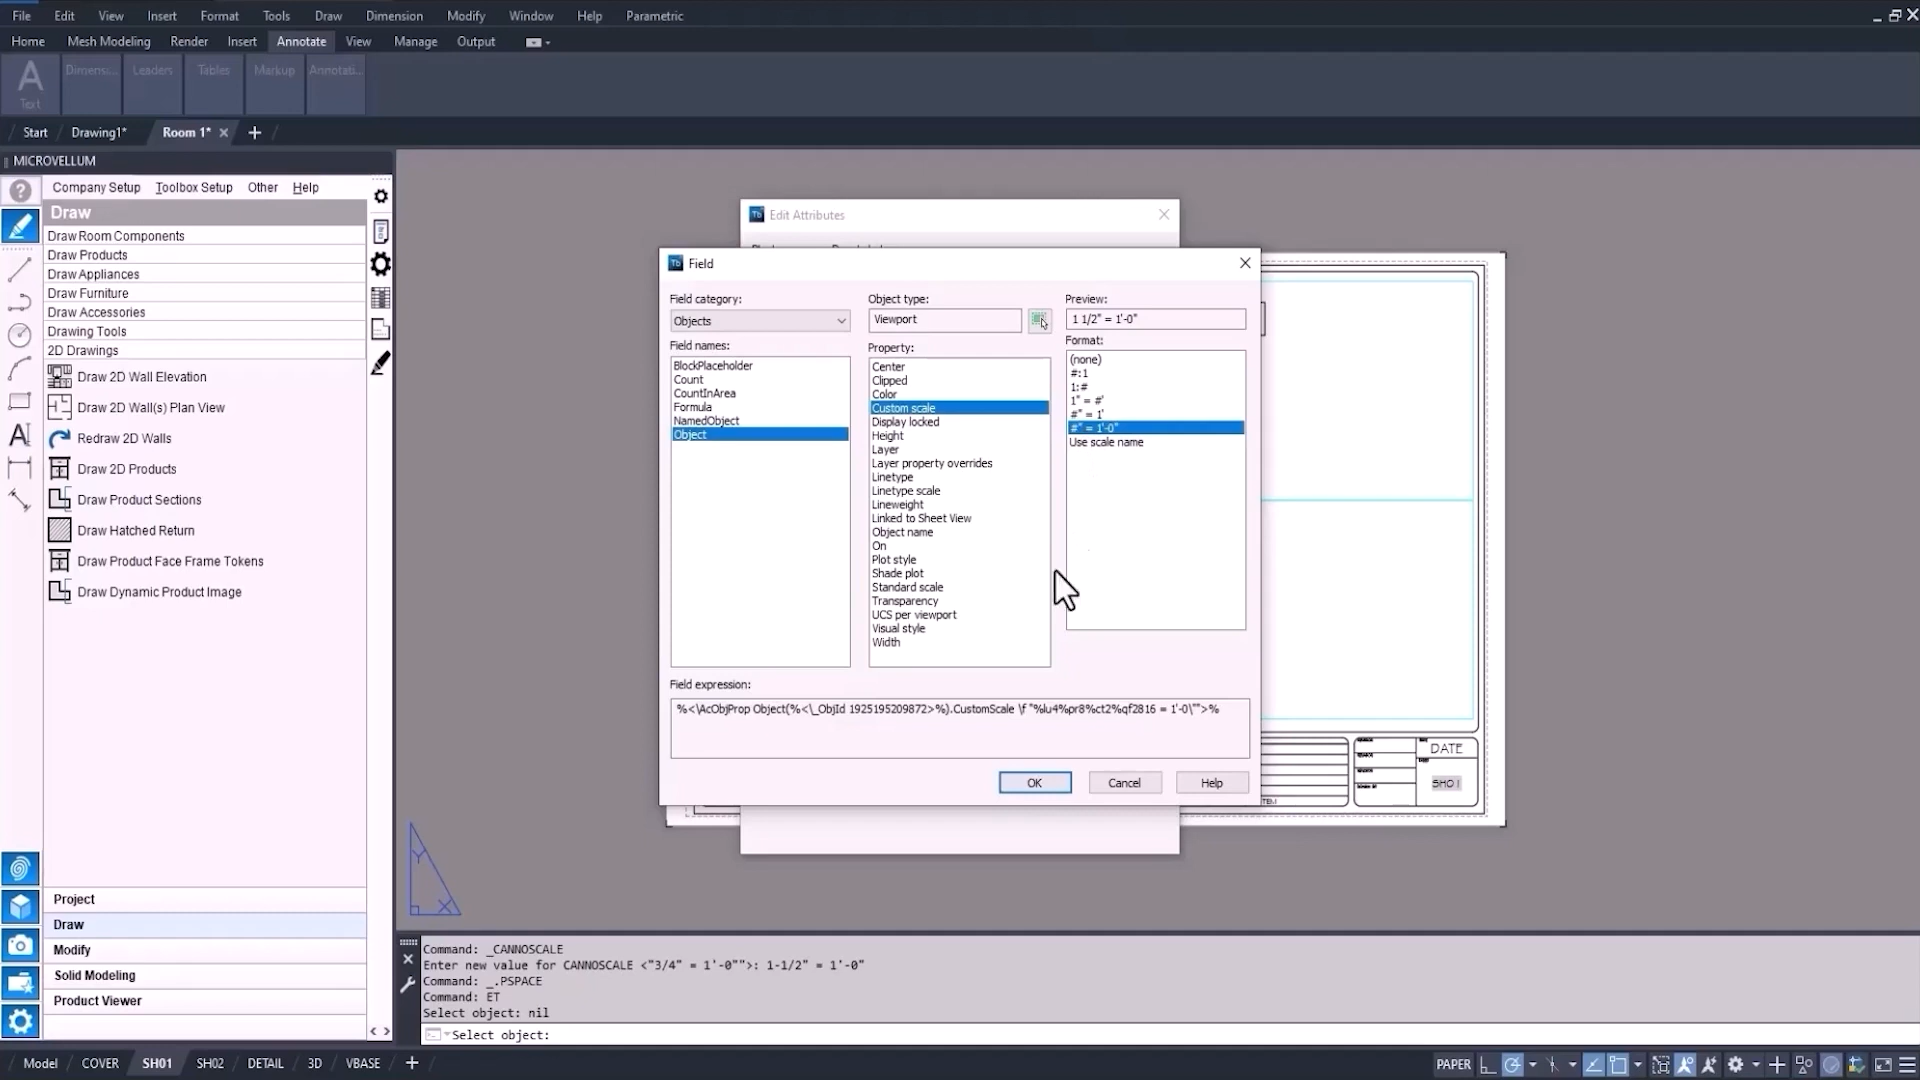 File Edit View Insert Format Tools Draw Dimension Modify Window Help Parametric
Home Mesh Modeling Render Insert Annotate View Manage Output
A
Text
Dimensi... Leaders Tables Markup Annotati...
Start Drawing1* Room 1*
MICROVELLUM
Company Setup Toolbox Setup Other Help
Draw
Draw Room Components
Draw Products
Draw Appliances
Draw Furniture
Draw Accessories
Drawing Tools
2D Drawings
Draw 2D Wall Elevation
Draw 2D Wall(s) Plan View
Redraw 2D Walls
Draw 2D Products
Draw Product Sections
Draw Hatched Return
Draw Product Face Frame Tokens
Draw Dynamic Product Image
Project
Draw
Modify
Solid Modeling
Product Viewer
Edit Attributes
Field
Field category:
Objects
Field names:
BlockPlaceholder
Count
CountInArea
Formula
NamedObject
Object
Object type:
Viewport
Property:
Center
Clipped
Color
Custom scale
Display locked
Height
Layer
Layer property overrides
Linetype
Linetype scale
Lineweight
Linked to Sheet View
Object name
On
Plot style
Shade plot
Standard scale
Transparency
UCS per viewport
Visual style
Width
Preview:
1 1/2" = 1'-0"
Format:
(none)
#:1
1:#
1" = #'
#" = 1'
#" = 1'-0"
Use scale name
Field expression:
%<\AcObjProp Object(%<\_ObjId 1925195209872>%).CustomScale \f "%lu4%pr8%ct2%qf2816 = 1'-0\"">%
OK Cancel Help
DATE
SH01
Y
X
Command: _CANNOSCALE
Enter new value for CANNOSCALE <"3/4" = 1'-0"">: 1-1/2" = 1'-0"
Command: _.PSPACE
Command: ET
Select object: nil
Select object:
Model COVER SH01 SH02 DETAIL 3D VBASE
PAPER